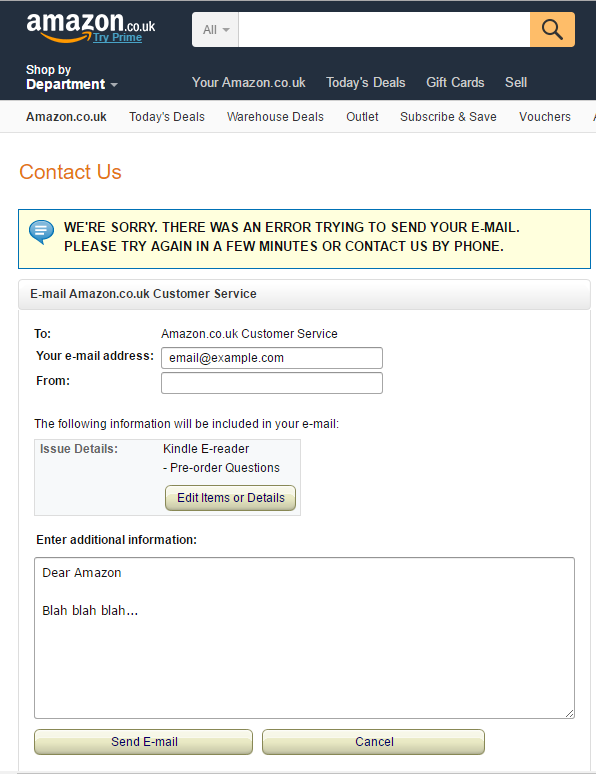 amazon.co.uk
Try Prime
All
Shop by
Department
Your Amazon.co.uk Today's Deals Gift Cards Sell
Amazon.co.uk Today's Deals Warehouse Deals Outlet Subscribe & Save Vouchers
Contact Us
WE'RE SORRY. THERE WAS AN ERROR TRYING TO SEND YOUR E-MAIL.
PLEASE TRY AGAIN IN A FEW MINUTES OR CONTACT US BY PHONE.
E-mail Amazon.co.uk Customer Service
To: Amazon.co.uk Customer Service
Your e-mail address: email@example.com
From:
The following information will be included in your e-mail:
Issue Details: Kindle E-reader
- Pre-order Questions
Edit Items or Details
Enter additional information:
Dear Amazon
Blah blah blah...
Send E-mail Cancel